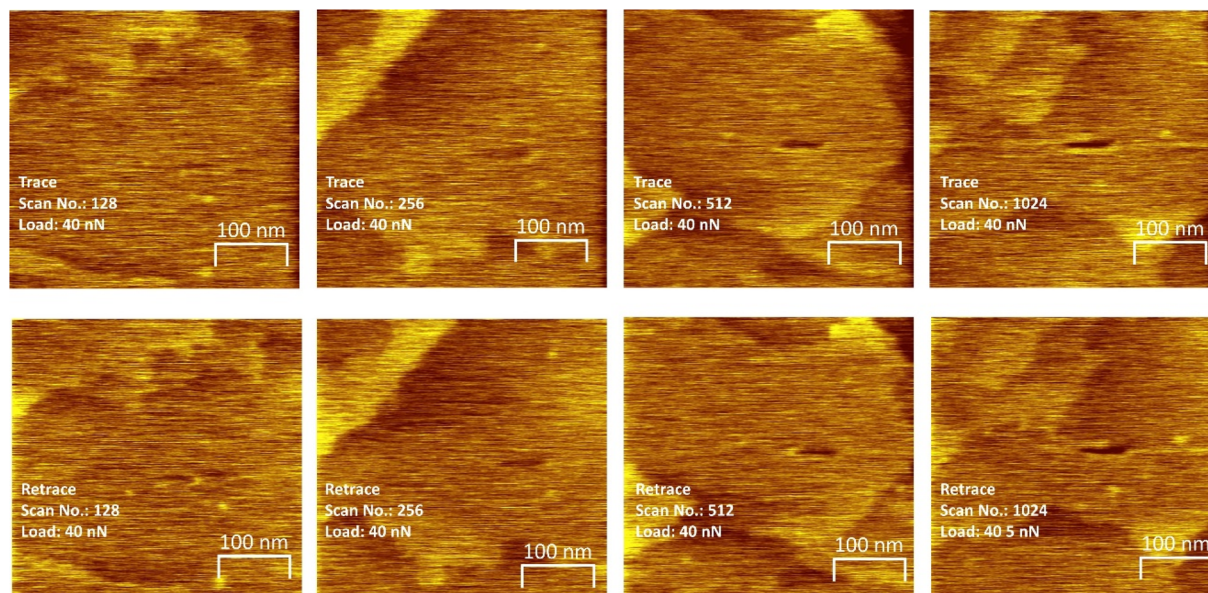 Trace
Scan No.: 128
Load: 40 nN
100 nm
Trace
Scan No.: 256
Load: 40 nN
100 nm
Trace
Scan No.: 512
Load: 40 nN
100 nm
Trace
Scan No.: 1024
Load: 40 nN
100 nm
Retrace
Scan No.: 128
Load: 40 nN
100 nm
Retrace
Scan No.: 256
Load: 40 nN
100 nm
Retrace
Scan No.: 512
Load: 40 nN
100 nm
Retrace
Scan No.: 1024
Load: 40 5 nN
100 nm